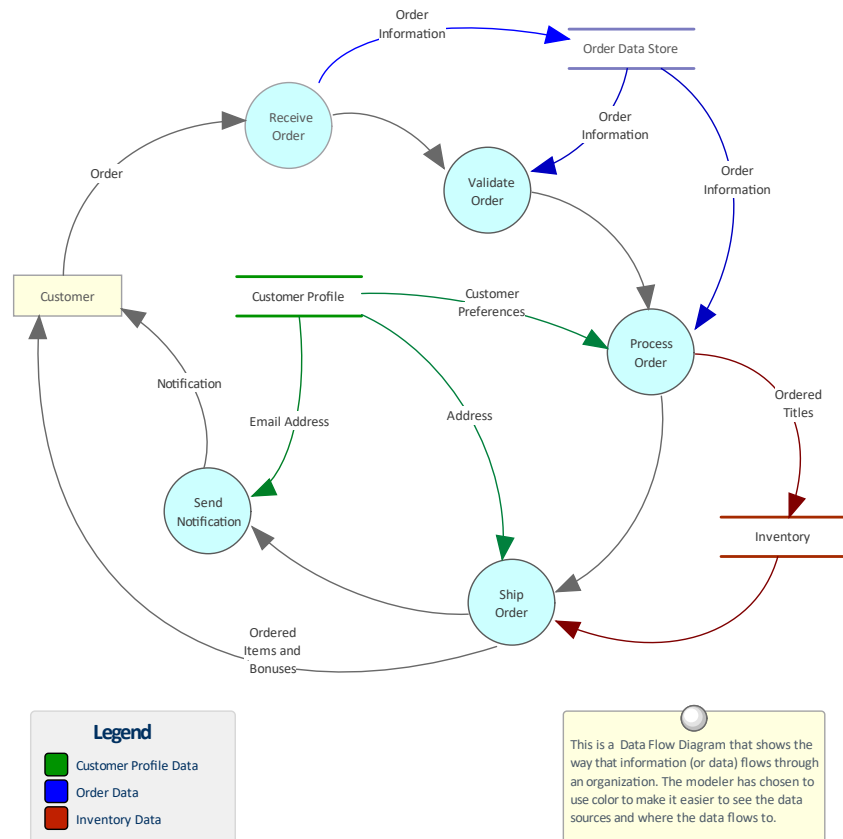 Order
Information
Order Data Store
Receive
Order
Order
Information
Validate
Order
Order
Order
Information
Customer
Customer Profile
Customer
Preferences
Process
Order
Notification
Email Address
Address
Ordered
Titles
Send
Notification
Inventory
Ship
Order
Ordered
Items and
Bonuses
Legend
Customer Profile Data
Order Data
Inventory Data
This is a Data Flow Diagram that shows the
way that information (or data) flows through
an organization. The modeler has chosen to
use color to make it easier to see the data
sources and where the data flows to.